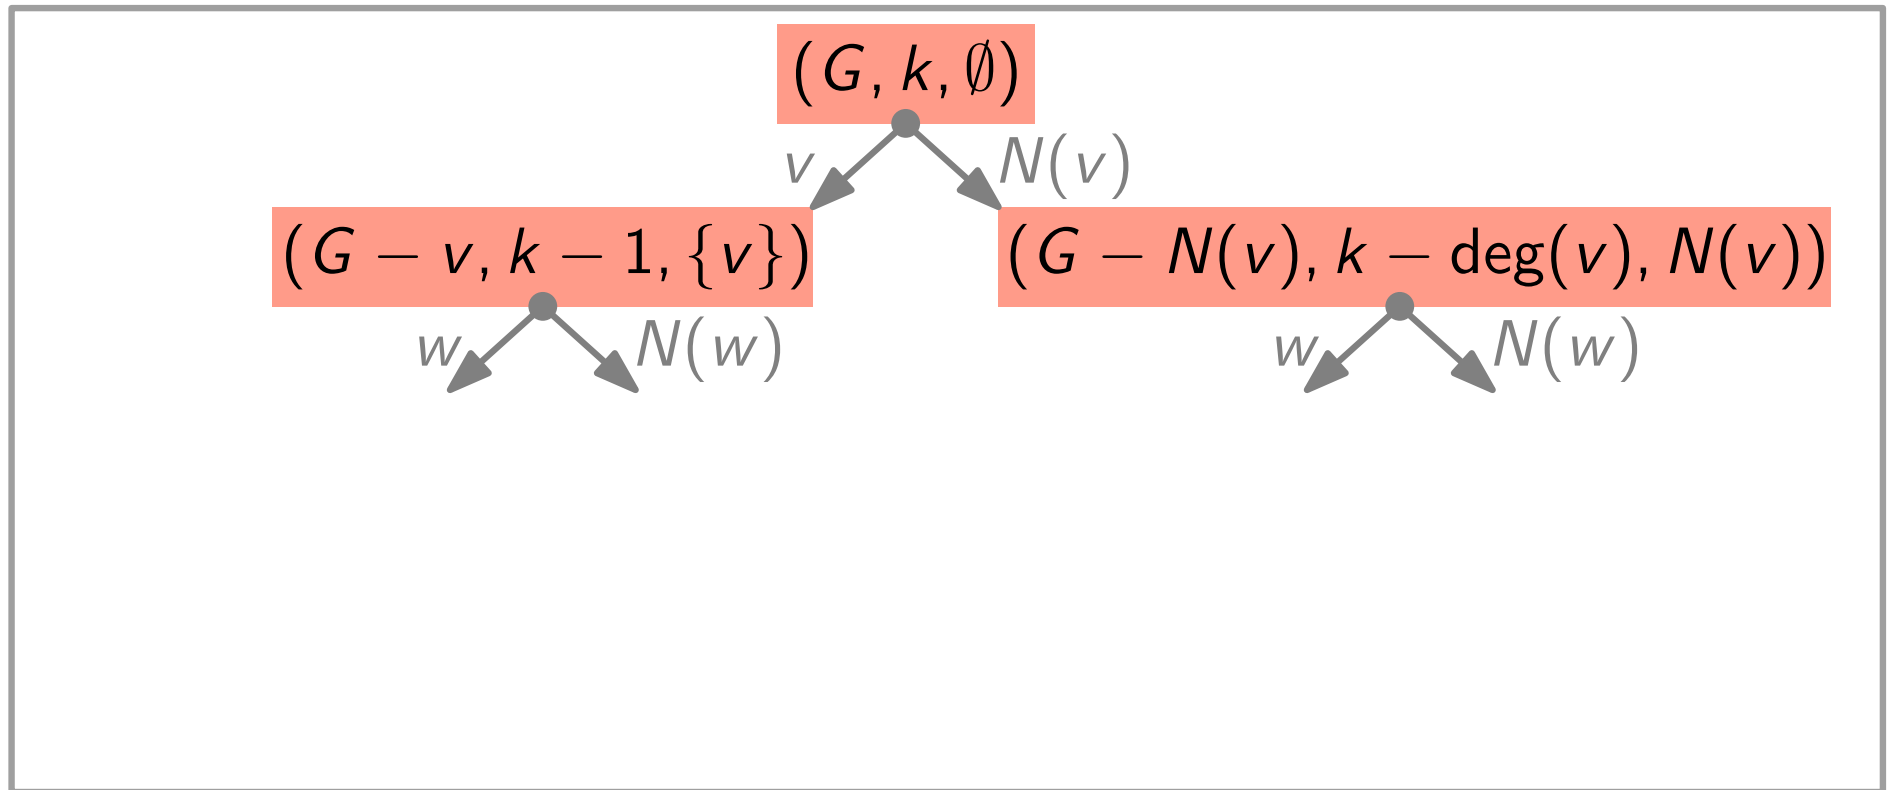 (G, k, ∅)
v N(v)
(G − v, k − 1, {v}) (G − N(v), k − deg(v), N(v))
w N(w) w N(w)